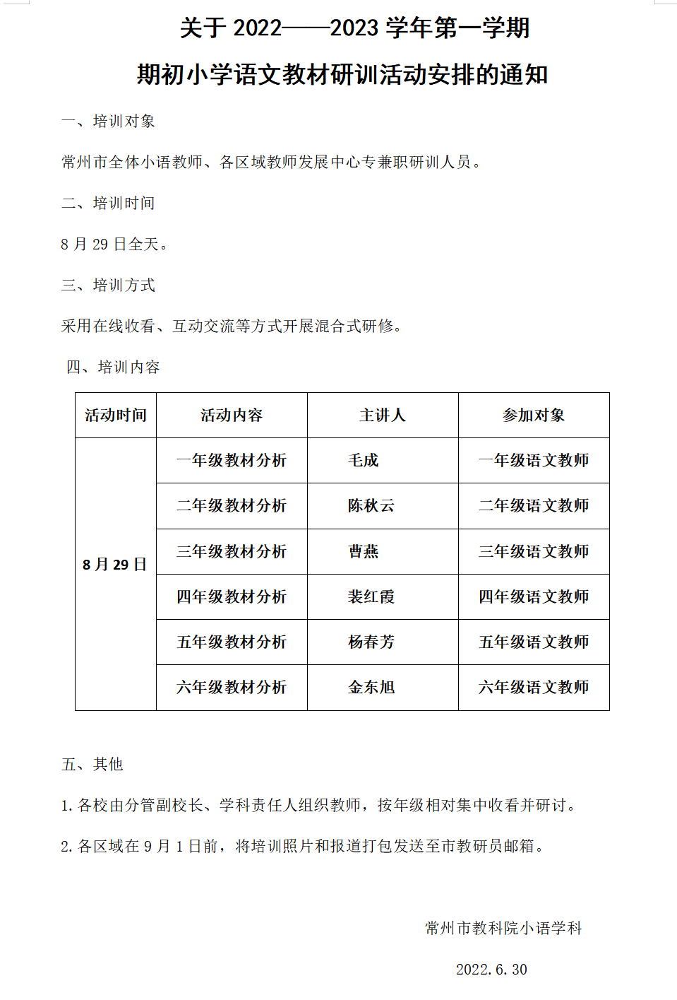 关于 2022——2023 学年第一学期
期初小学语文教材研训活动安排的通知
一、培训对象
常州市全体小语教师、各区域教师发展中心专兼职研训人员。
二、培训时间
8 月 29 日全天。
三、培训方式
采用在线收看、互动交流等方式开展混合式研修。
四、培训内容
活动时间 活动内容 主讲人 参加对象
一年级教材分析 毛成 一年级语文教师
二年级教材分析 陈秋云 二年级语文教师
三年级教材分析 曹燕 三年级语文教师
8 月 29 日
四年级教材分析 裴红霞 四年级语文教师
五年级教材分析 杨春芳 五年级语文教师
六年级教材分析 金东旭 六年级语文教师
五、其他
1. 各校由分管副校长、学科责任人组织教师，按年级相对集中收看并研讨。
2. 各区域在 9 月 1 日前，将培训照片和报道打包发送至市教研员邮箱。
常州市教科院小语学科
2022.6.30